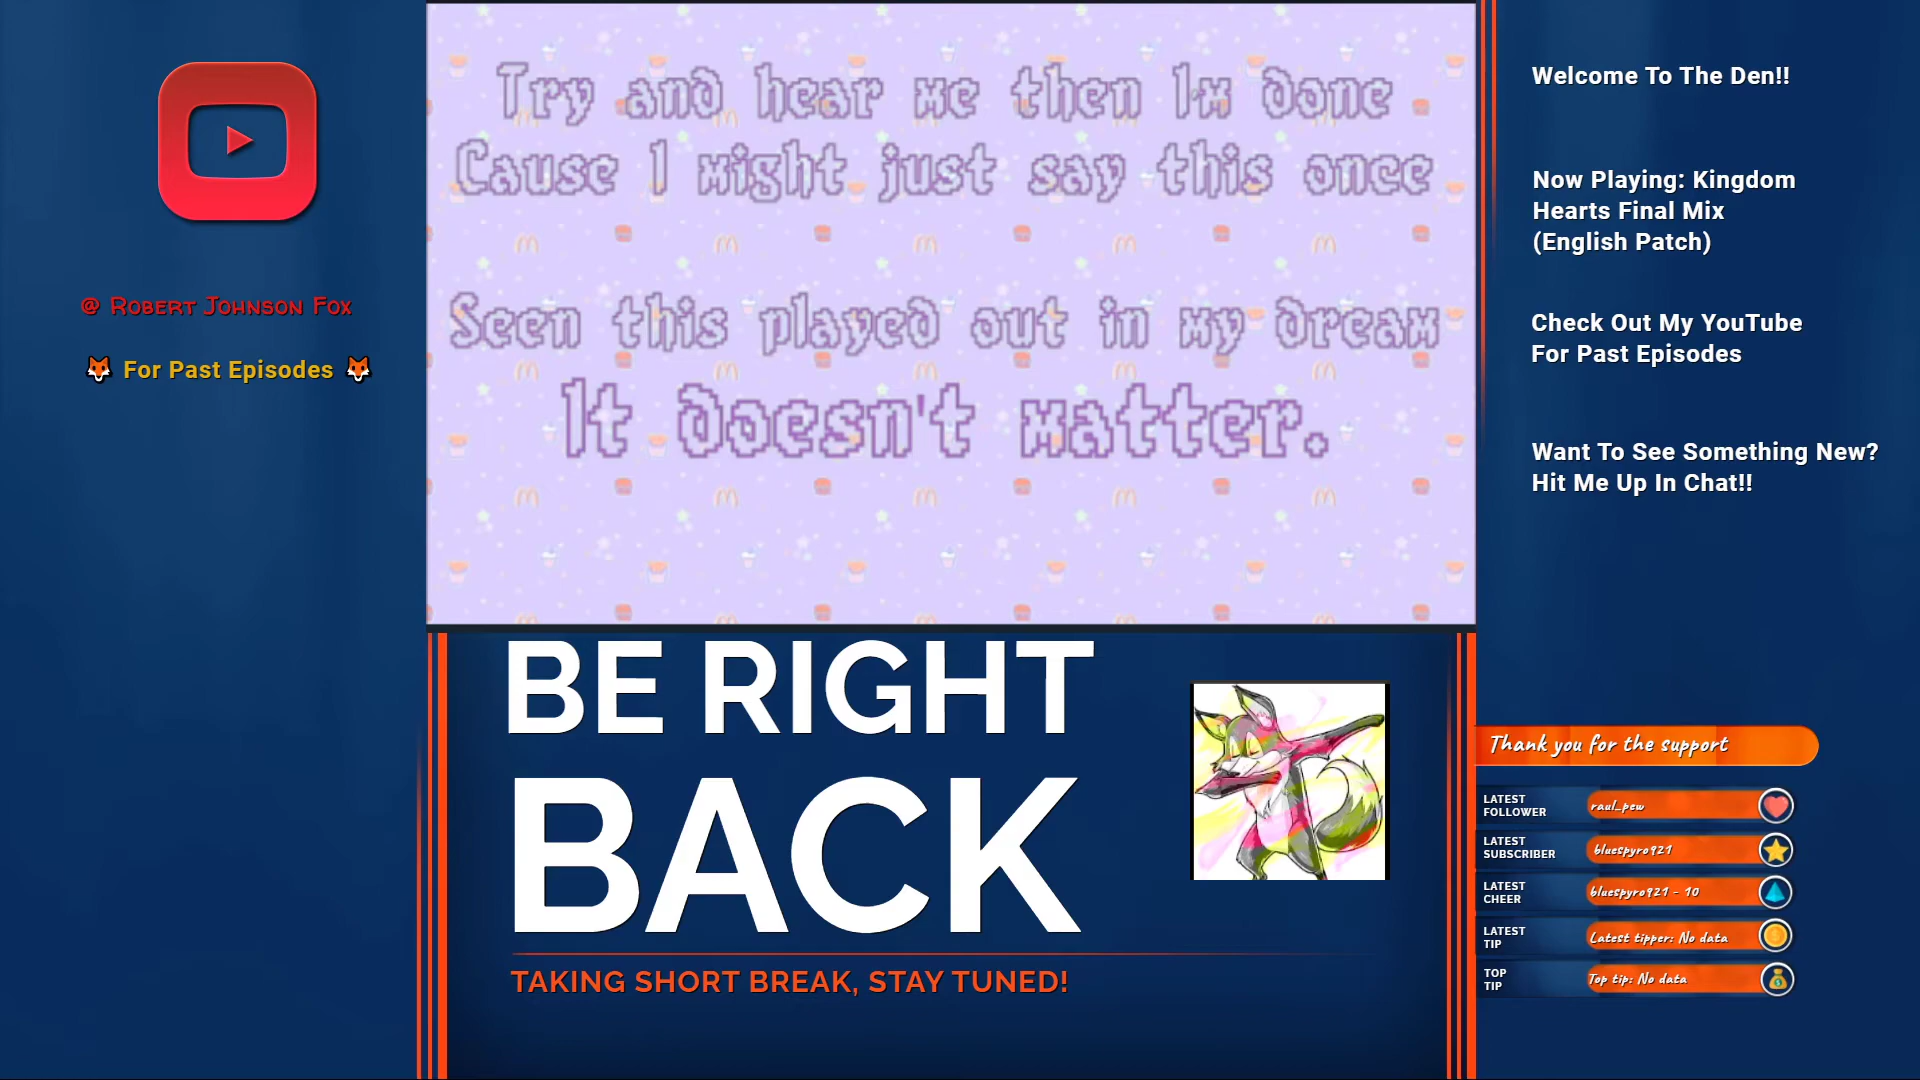 Try and hear me then Im done
Cause I might just say this once
Seen this played out in my dream
It doesn't matter.
@ Robert Johnson Fox
🦊 For Past Episodes 🦊
Welcome To The Den!!
Now Playing: Kingdom
Hearts Final Mix
(English Patch)
Check Out My YouTube
For Past Episodes
Want To See Something New?
Hit Me Up In Chat!!
BE RIGHT
BACK
TAKING SHORT BREAK, STAY TUNED!
Thank you for the support
LATEST
FOLLOWER
raul_pew
LATEST
SUBSCRIBER
bluespyro921
LATEST
CHEER
bluespyro921 - 10
LATEST
TIP
Latest tipper: No data
TOP
TIP
Top tip: No data